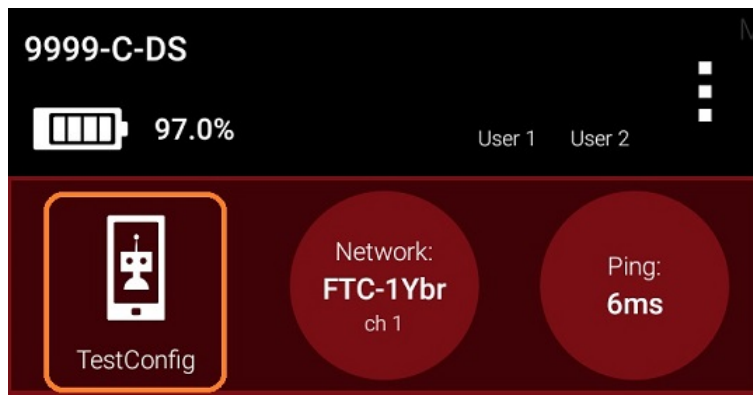 9999-C-DS
97.0%
User 1 User 2
TestConfig
Network:
FTC-1Ybr
ch 1
Ping:
6ms